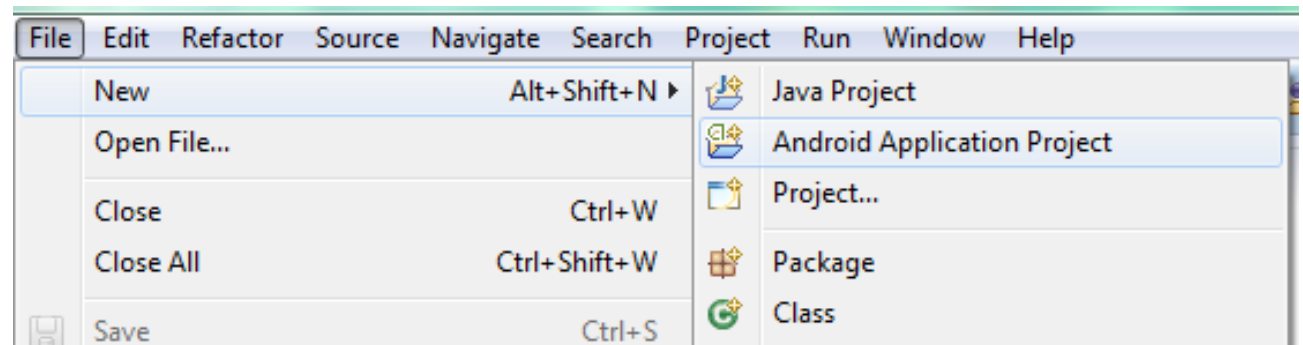 File Edit Refactor Source Navigate Search Project Run Window Help
New Alt+Shift+N
Open File...
Close Ctrl+W
Close All Ctrl+Shift+W
Save Ctrl+S
Java Project
Android Application Project
Project...
Package
Class